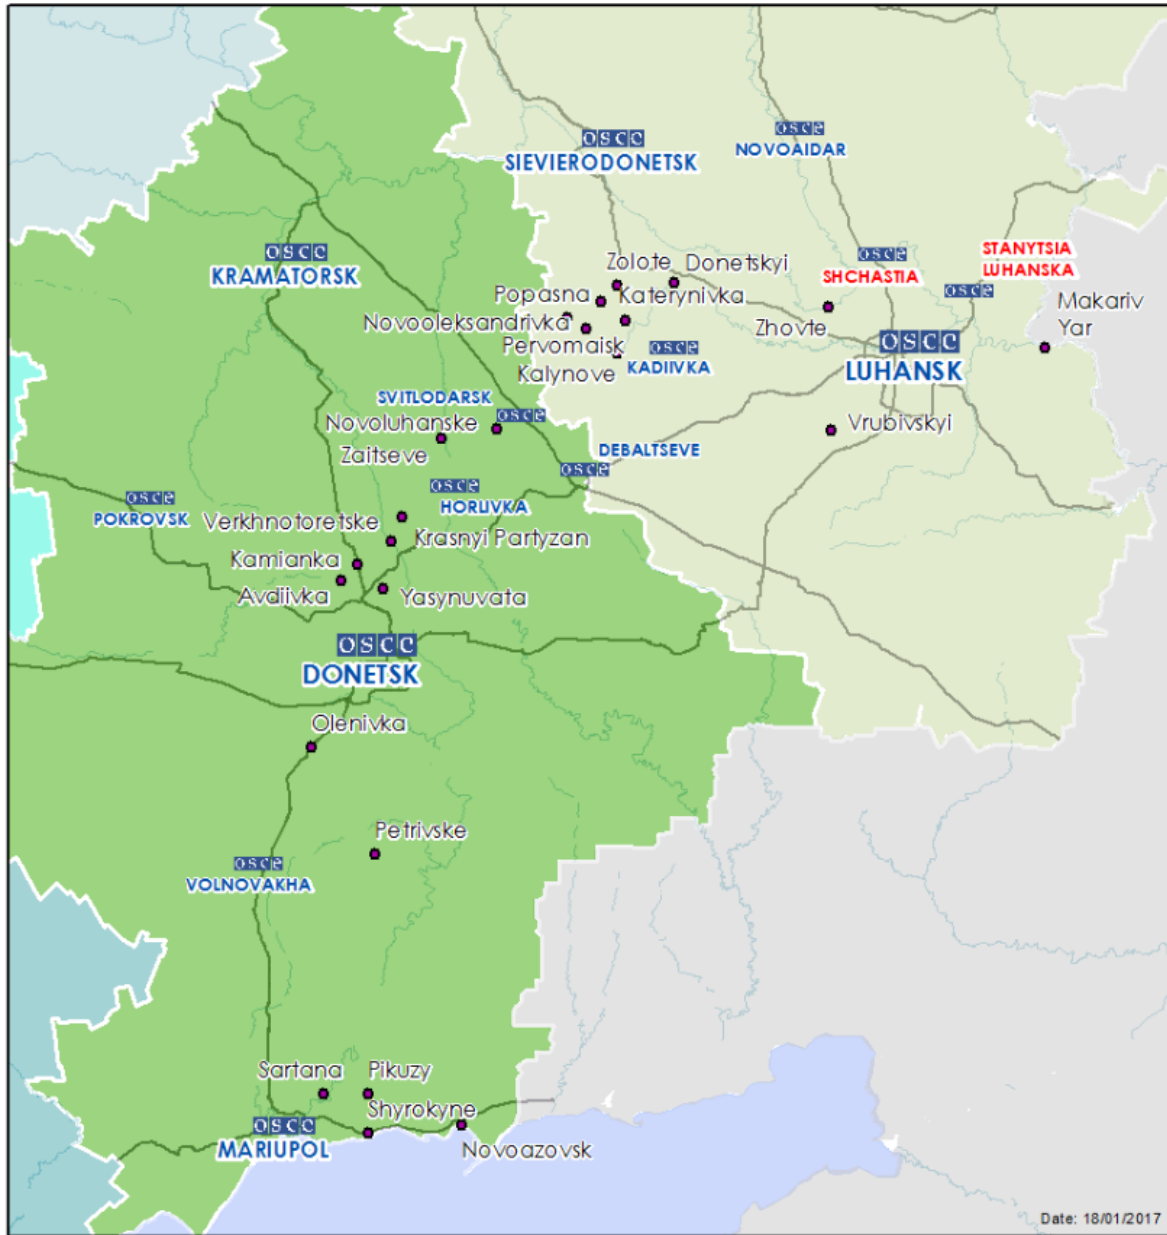 OSCE
SIEVIERODONETSK
osce
NOVOAIDAR
OSCE
KRAMATORSK
osce
SHCHASTIA
STANYTSIA
LUHANSKA
osce
Zolote
Donetskyi
Popasna
Katerynivka
Makariv
Yar
Novooleksandrivka
Zhovte
Pervomaisk
Kalynove
osce
KADIIVKA
OSCE
LUHANSK
SVITLODARSK
osce
Novoluhanske
Zaitseve
Vrubivskyi
DEBALTSEVE
osce
osce
POKROVSK
osce
HORLIVKA
Verkhnotoretske
Krasnyi Partyzan
Kamianka
Avdiivka
Yasynuvata
OSCE
DONETSK
Olenivka
Petrivske
osce
VOLNOVAKHA
Sartana
Pikuzy
Shyrokyne
OSCE
MARIUPOL
Novoazovsk
Date: 18/01/2017